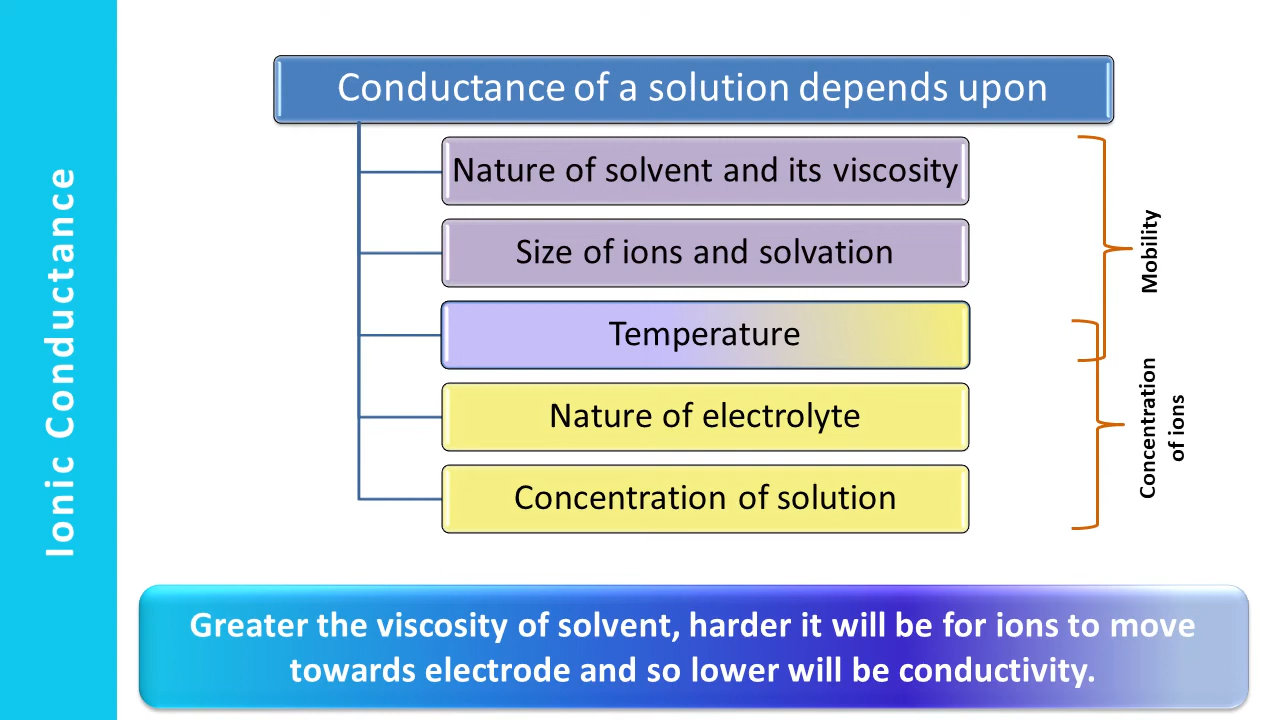 Ionic Conductance
Conductance of a solution depends upon
Nature of solvent and its viscosity
Size of ions and solvation
Temperature
Nature of electrolyte
Concentration of solution
Mobility
Concentration
of ions
Greater the viscosity of solvent, harder it will be for ions to move
towards electrode and so lower will be conductivity.